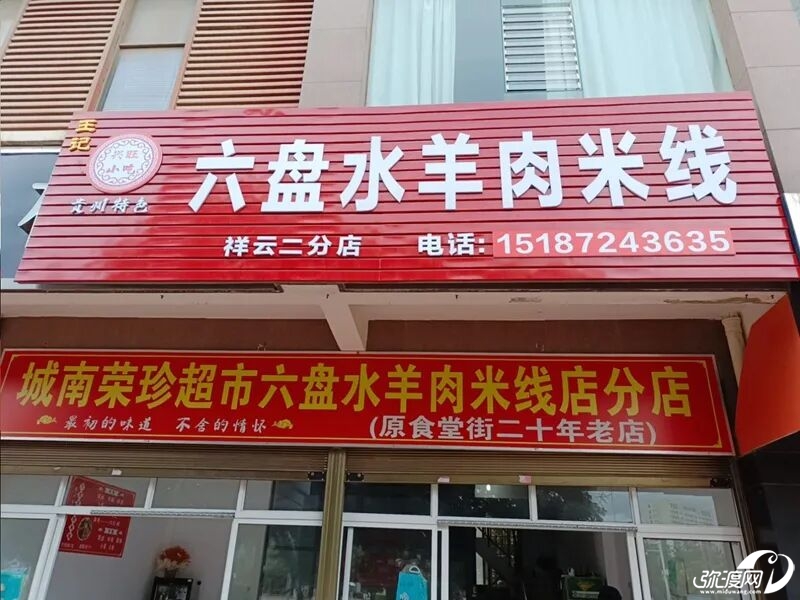 王记
兴旺
小吃
贵州特色
六盘水羊肉米线
祥云二分店 电话:15187243635
城南荣珍超市六盘水羊肉米线店分店
最初的味道 不舍的情怀
(原食堂街二十年老店)
弥渡网
www.miduwang.com